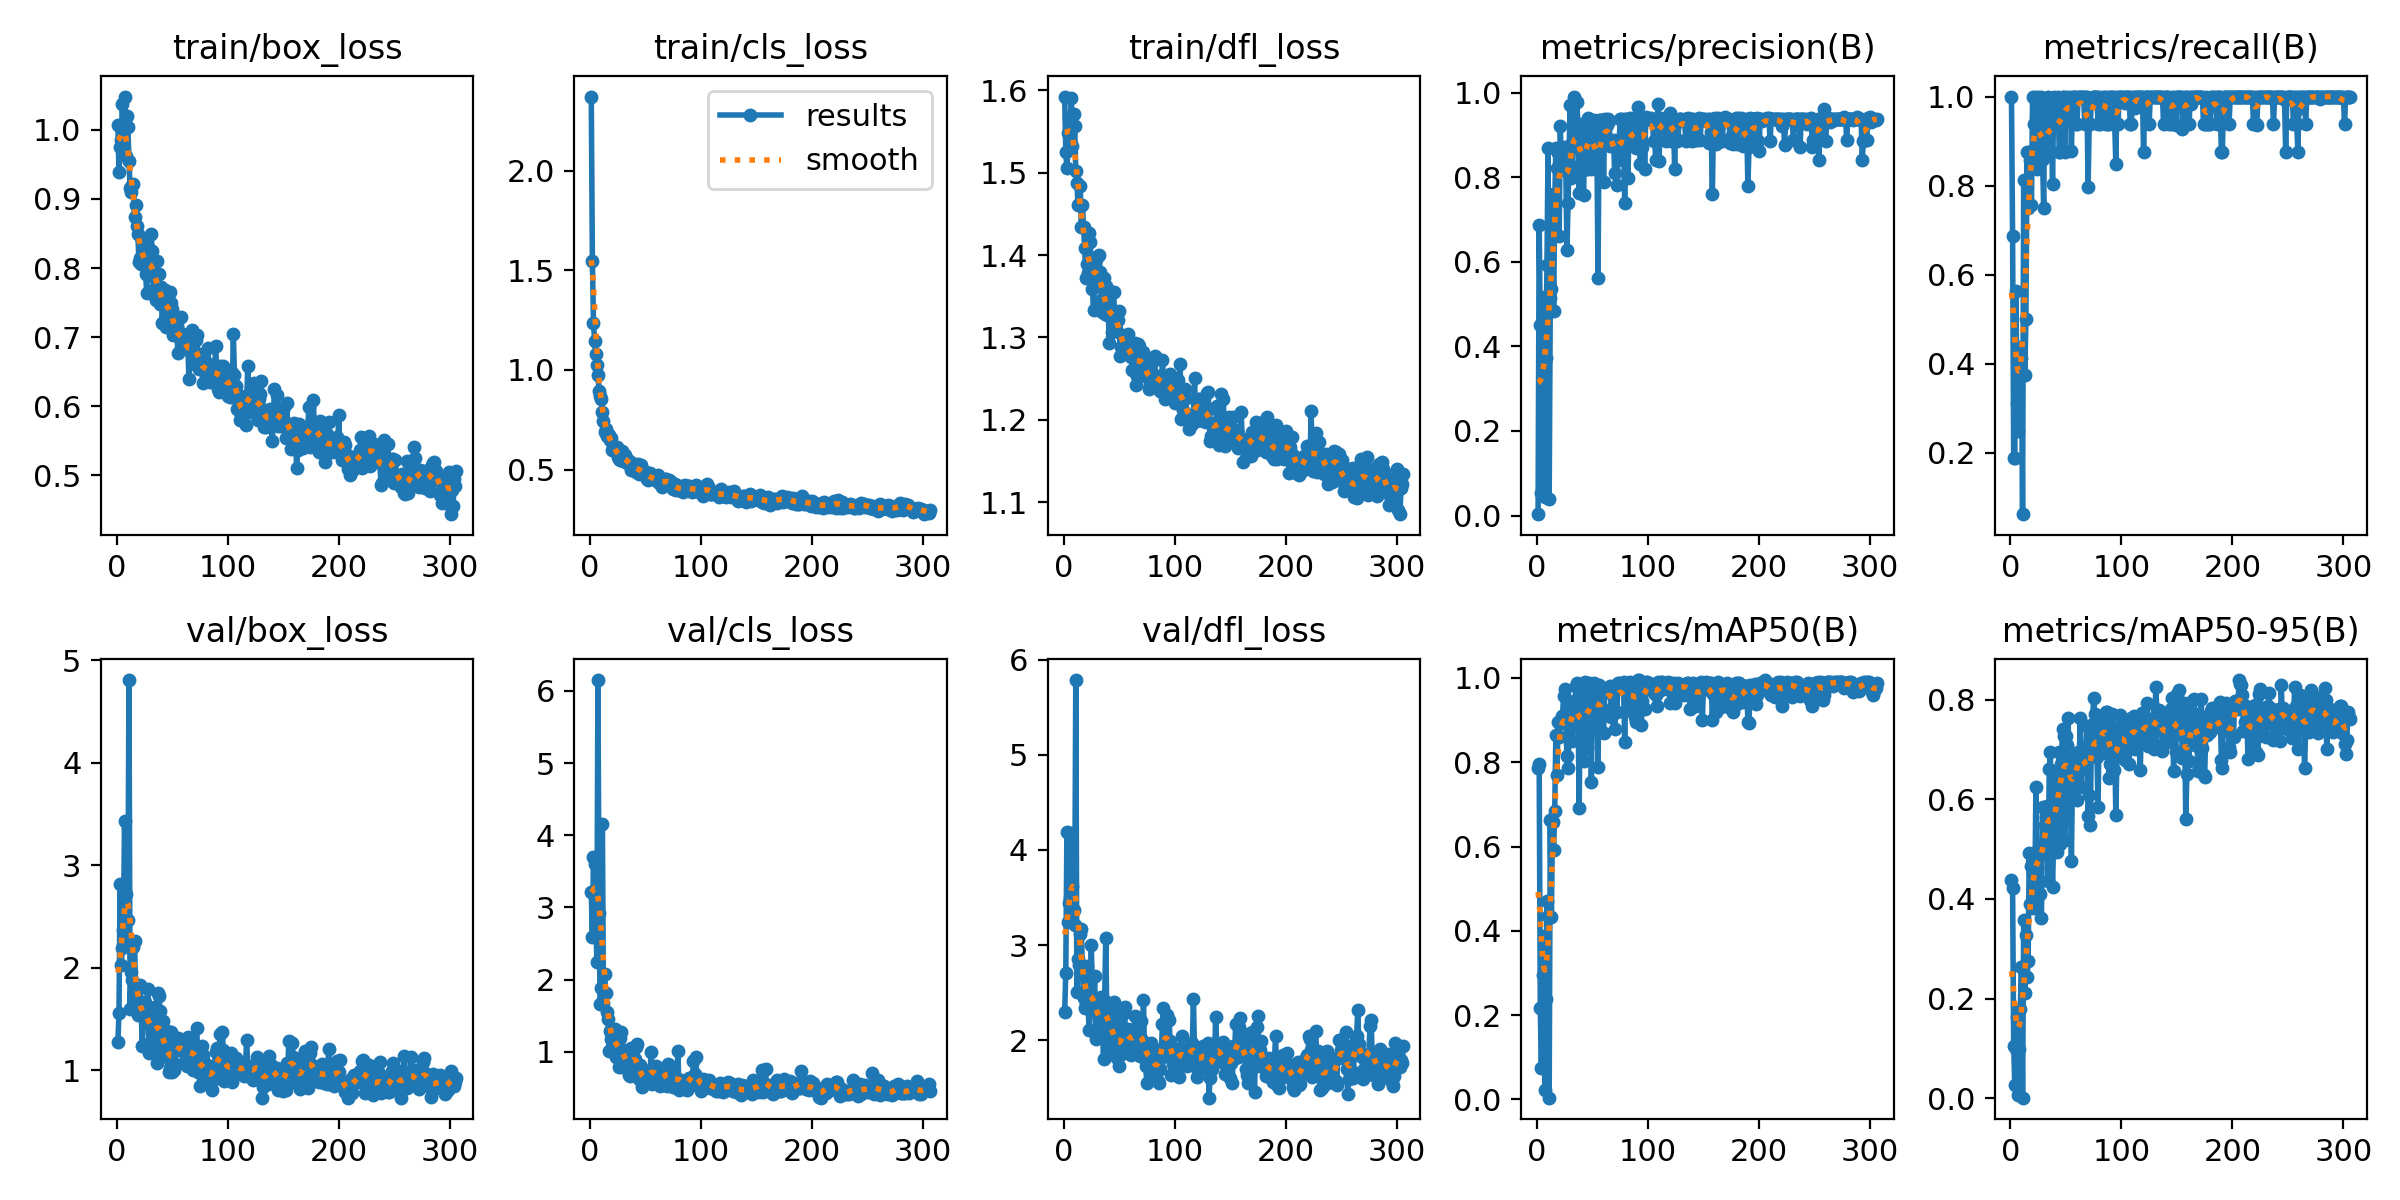 train/box_loss
train/cls_loss
train/dfl_loss
metrics/precision(B)
metrics/recall(B)
1.0
0.9
0.8
0.7
0.6
0.5
0 100 200 300
results
smooth
2.0
1.5
1.0
0.5
0 100 200 300
1.6
1.5
1.4
1.3
1.2
1.1
0 100 200 300
1.0
0.8
0.6
0.4
0.2
0.0
0 100 200 300
1.0
0.8
0.6
0.4
0.2
0 100 200 300
val/box_loss
val/cls_loss
val/dfl_loss
metrics/mAP50(B)
metrics/mAP50-95(B)
5
4
3
2
1
0 100 200 300
6
5
4
3
2
1
0 100 200 300
6
5
4
3
2
0 100 200 300
1.0
0.8
0.6
0.4
0.2
0.0
0 100 200 300
0.8
0.6
0.4
0.2
0.0
0 100 200 300